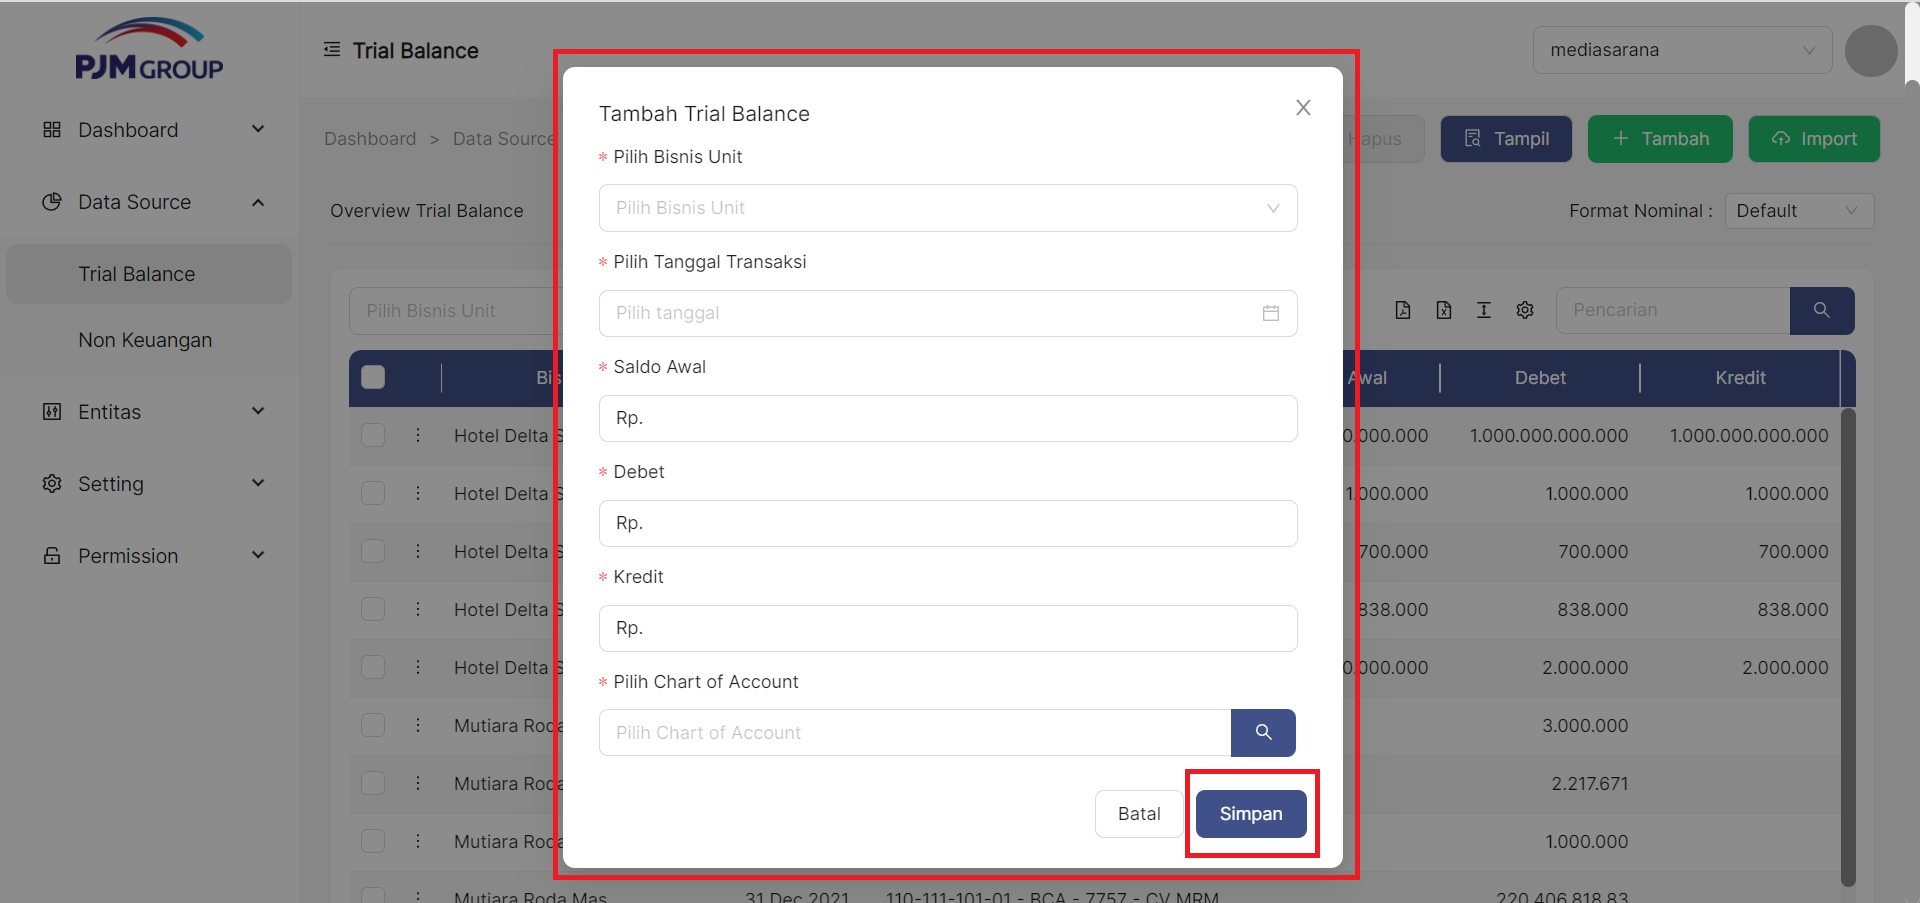 PJM GROUP
Trial Balance
mediasarana
Dashboard
Data Source
Trial Balance
Non Keuangan
Entitas
Setting
Permission
Dashboard > Data Source
Hapus
Tampil
Tambah
Import
Overview Trial Balance
Format Nominal :
Default
Pilih Bisnis Unit
Pencarian
Awal
Debet
Kredit
Hotel Delta 0.000.000 1.000.000.000.000 1.000.000.000.000
Hotel Delta 1.000.000 1.000.000 1.000.000
Hotel Delta 700.000 700.000 700.000
Hotel Delta 838.000 838.000 838.000
Hotel Delta 0.000.000 2.000.000 2.000.000
Mutiara Roda 3.000.000
Mutiara Roda 2.217.671
Mutiara Roda 1.000.000
Mutiara Roda Mas 31 Dec 2021 110-111-101-01 - BCA - 7757 - CV MRM 220.406.818,83
Tambah Trial Balance
* Pilih Bisnis Unit
Pilih Bisnis Unit
* Pilih Tanggal Transaksi
Pilih tanggal
* Saldo Awal
Rp.
* Debet
Rp.
* Kredit
Rp.
* Pilih Chart of Account
Pilih Chart of Account
Batal
Simpan